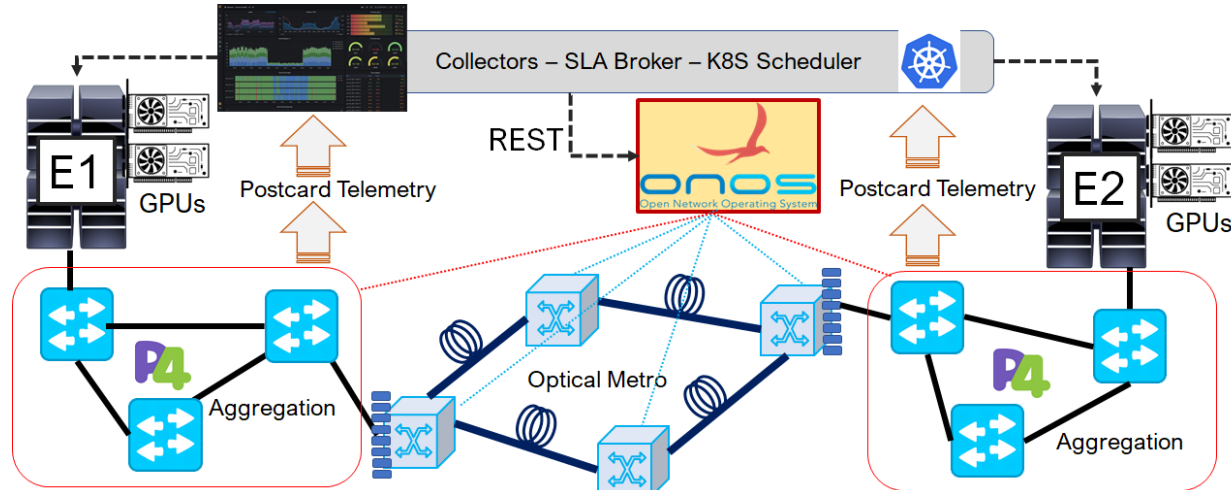 Collectors – SLA Broker – K8S Scheduler
REST
E1
GPUs
Postcard Telemetry
onos
Open Network Operating System
Postcard Telemetry
E2
GPUs
P4
Aggregation
Optical Metro
P4
Aggregation